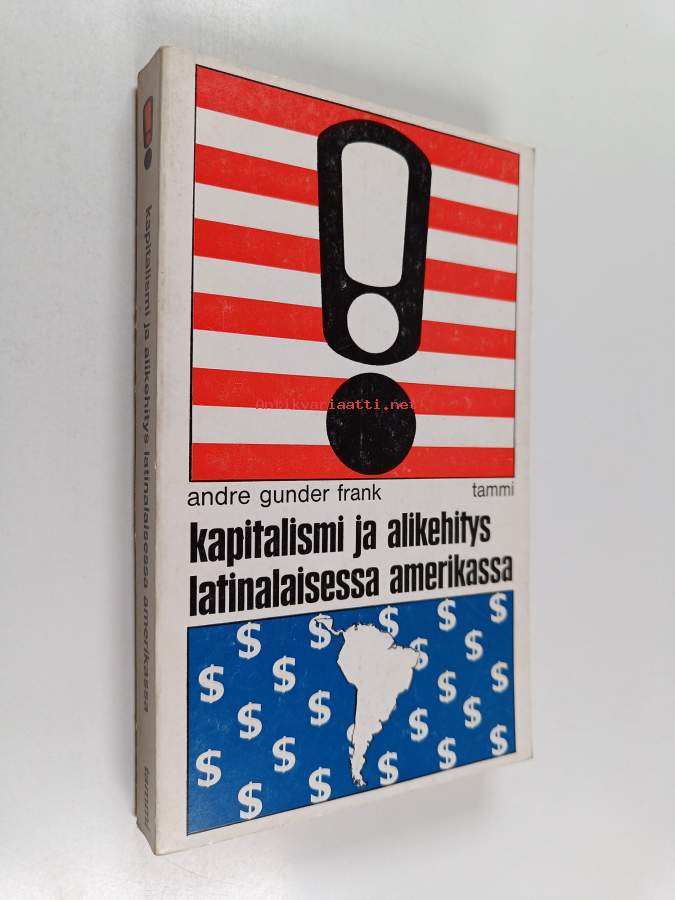 !
Antikvariaatti.net
andre gunder frank tammi
kapitalismi ja alikehitys
latinalaisessa amerikassa
$ $ $ $ $
$ $ $ $
$ $ $ $
$ $ $ $
$ $ $
! kapitalismi ja alikehitys latinalaisessa amerikassa tammi